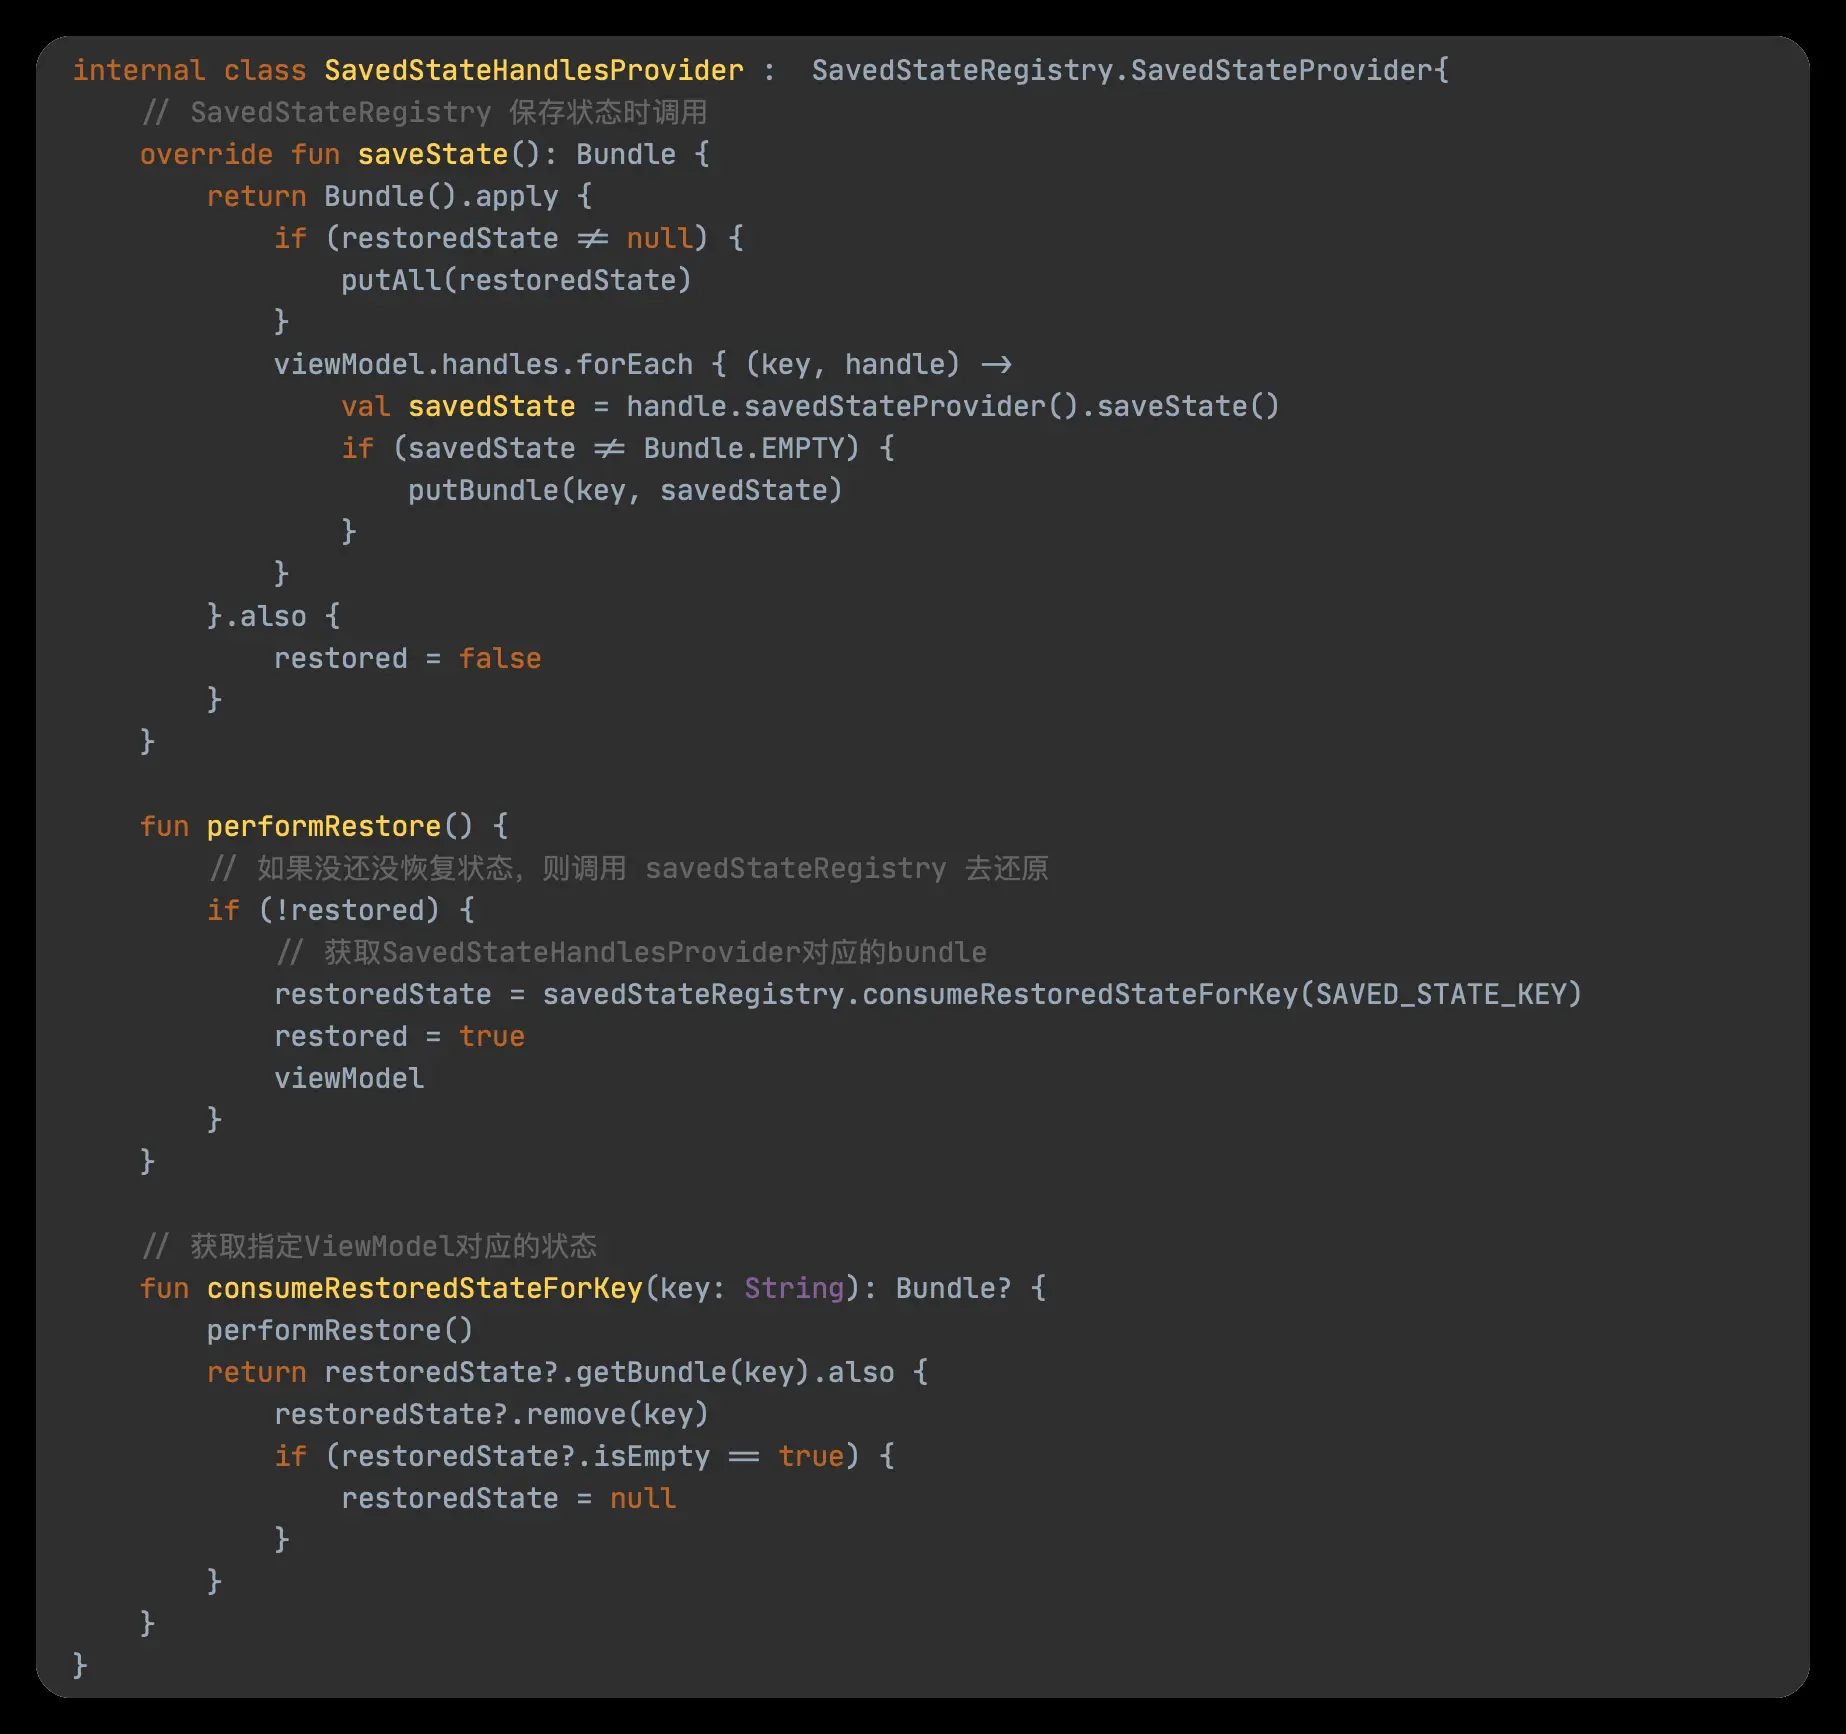 internal class SavedStateHandlesProvider :  SavedStateRegistry.SavedStateProvider{
    // SavedStateRegistry 保存状态时调用
    override fun saveState(): Bundle {
        return Bundle().apply {
            if (restoredState != null) {
                putAll(restoredState)
            }
            viewModel.handles.forEach { (key, handle) ->
                val savedState = handle.savedStateProvider().saveState()
                if (savedState != Bundle.EMPTY) {
                    putBundle(key, savedState)
                }
            }
        }.also {
            restored = false
        }
    }

    fun performRestore() {
        // 如果没还没恢复状态，则调用 savedStateRegistry 去还原
        if (!restored) {
            // 获取SavedStateHandlesProvider对应的bundle
            restoredState = savedStateRegistry.consumeRestoredStateForKey(SAVED_STATE_KEY)
            restored = true
            viewModel
        }
    }

    // 获取指定ViewModel对应的状态
    fun consumeRestoredStateForKey(key: String): Bundle? {
        performRestore()
        return restoredState?.getBundle(key).also {
            restoredState?.remove(key)
            if (restoredState?.isEmpty == true) {
                restoredState = null
            }
        }
    }
}